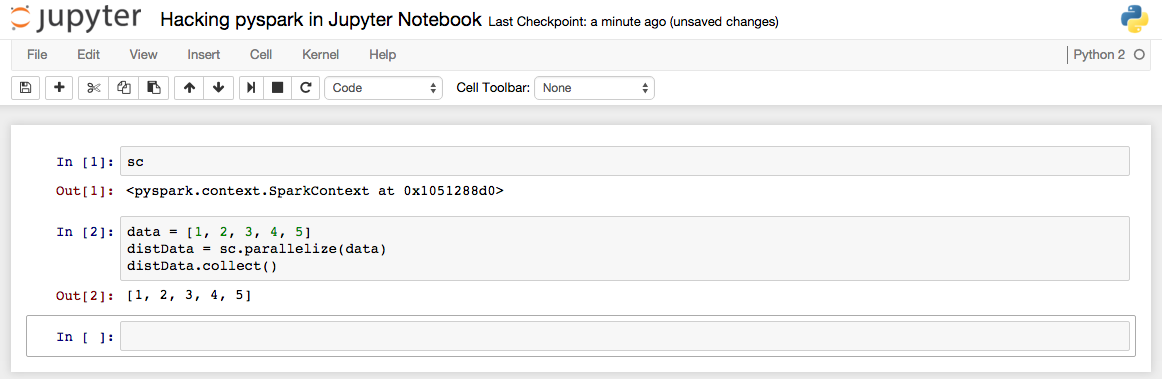 jupyter Hacking pyspark in Jupyter Notebook Last Checkpoint: a minute ago (unsaved changes)
File Edit View Insert Cell Kernel Help Python 2
Code Cell Toolbar: None
In [1]: sc
Out[1]: <pyspark.context.SparkContext at 0x1051288d0>
In [2]: data = [1, 2, 3, 4, 5]
distData = sc.parallelize(data)
distData.collect()
Out[2]: [1, 2, 3, 4, 5]
In [ ]: